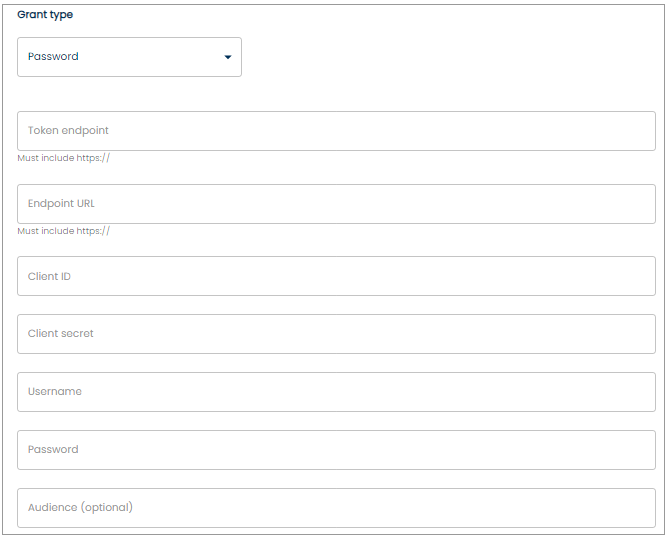 Grant type
Password
Token endpoint
Must include https://
Endpoint URL
Must include https://
Client ID
Client secret
Username
Password
Audience (optional)